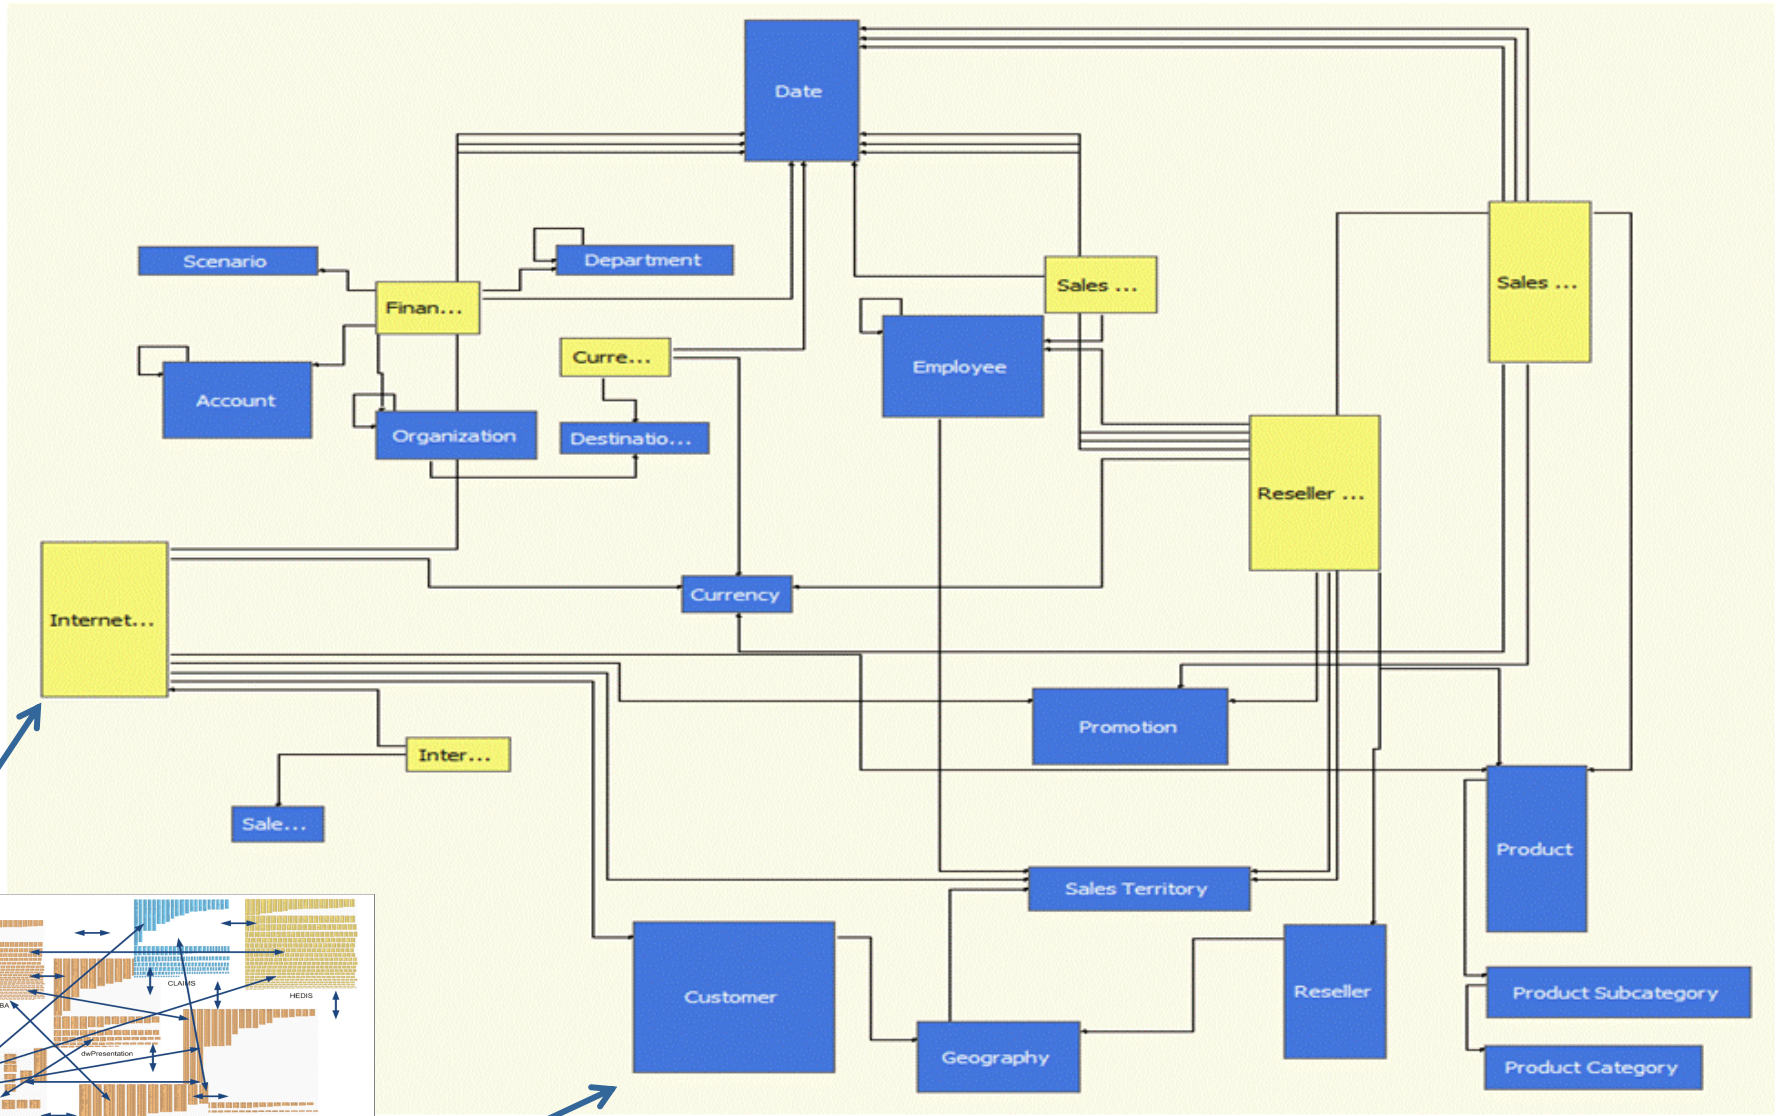 Date
Scenario
Department
Finan...
Sales ...
Sales ...
Curre...
Employee
Account
Organization
Destinatio...
Reseller ...
Currency
Internet...
Promotion
Inter...
Sale...
Product
Sales Territory
Customer
Reseller
Product Subcategory
Geography
Product Category
CLAIMS
HEDIS
BA
dwPresentation